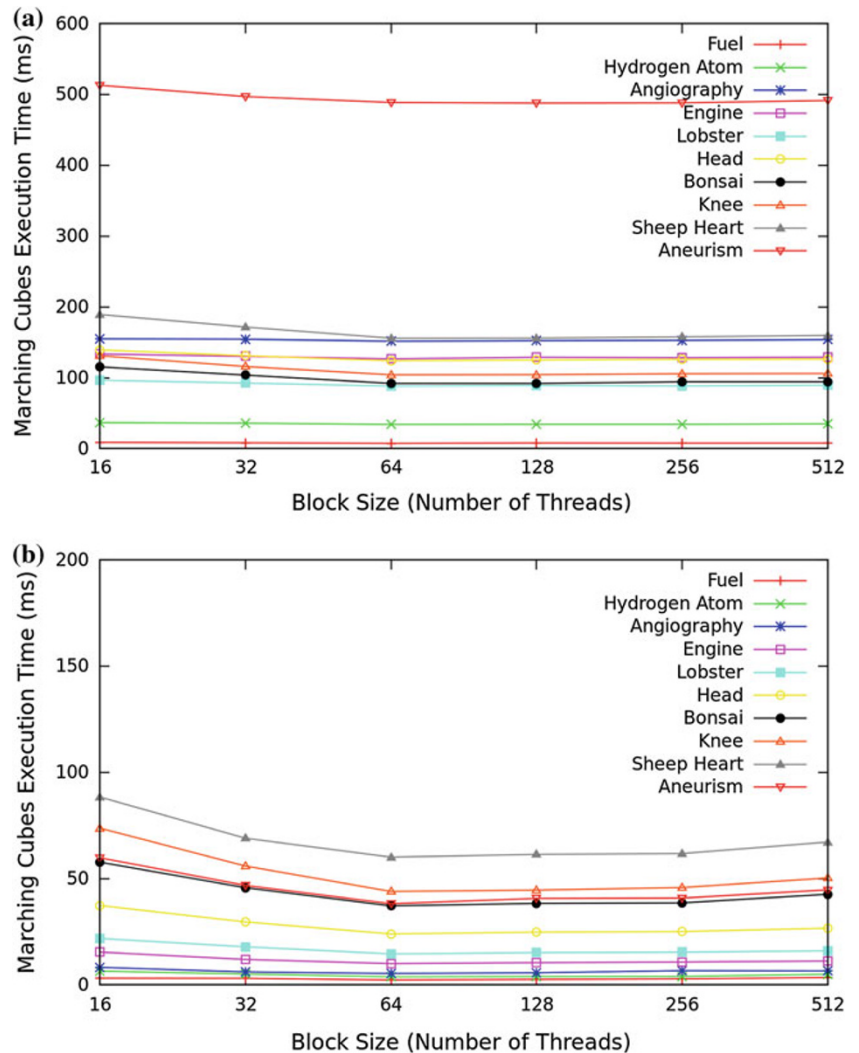 (a)
600
500
400
300
200
100
0
Marching Cubes Execution Time (ms)
Fuel
Hydrogen Atom
Angiography
Engine
Lobster
Head
Bonsai
Knee
Sheep Heart
Aneurism
16 32 64 128 256 512
Block Size (Number of Threads)
(b)
200
150
100
50
0
Marching Cubes Execution Time (ms)
Fuel
Hydrogen Atom
Angiography
Engine
Lobster
Head
Bonsai
Knee
Sheep Heart
Aneurism
16 32 64 128 256 512
Block Size (Number of Threads)